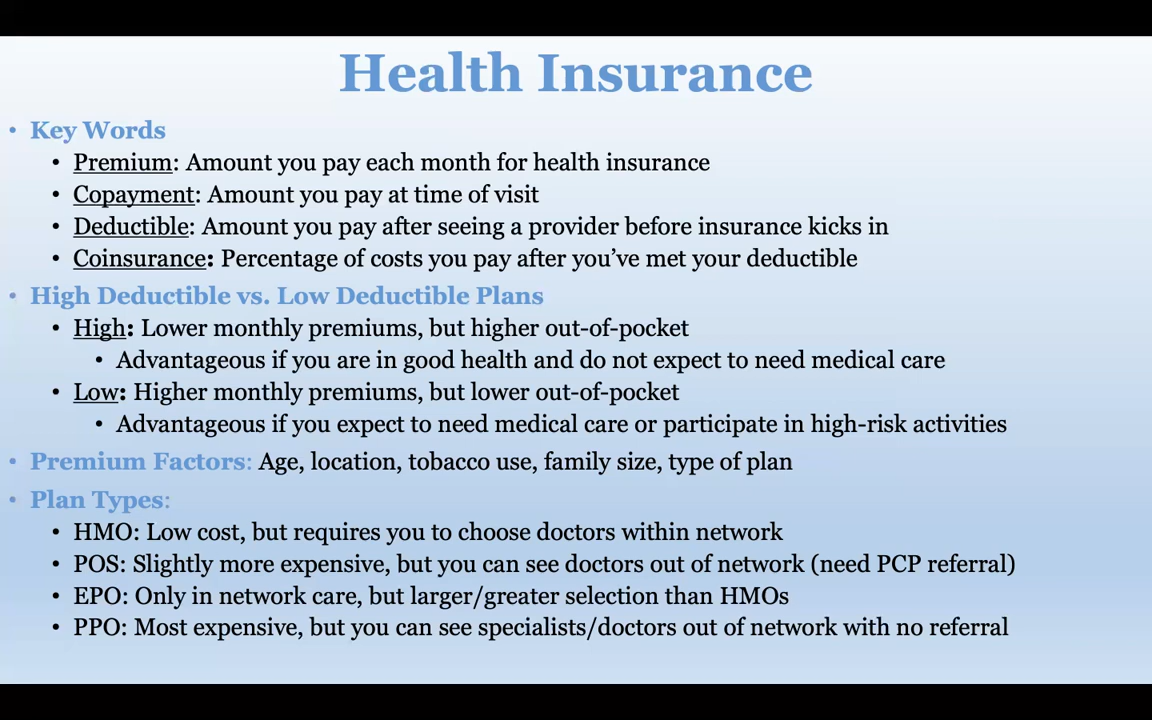 Health Insurance
• Key Words
• Premium: Amount you pay each month for health insurance
• Copayment: Amount you pay at time of visit
• Deductible: Amount you pay after seeing a provider before insurance kicks in
• Coinsurance: Percentage of costs you pay after you’ve met your deductible
• High Deductible vs. Low Deductible Plans
• High: Lower monthly premiums, but higher out-of-pocket
• Advantageous if you are in good health and do not expect to need medical care
• Low: Higher monthly premiums, but lower out-of-pocket
• Advantageous if you expect to need medical care or participate in high-risk activities
• Premium Factors: Age, location, tobacco use, family size, type of plan
• Plan Types:
• HMO: Low cost, but requires you to choose doctors within network
• POS: Slightly more expensive, but you can see doctors out of network (need PCP referral)
• EPO: Only in network care, but larger/greater selection than HMOs
• PPO: Most expensive, but you can see specialists/doctors out of network with no referral